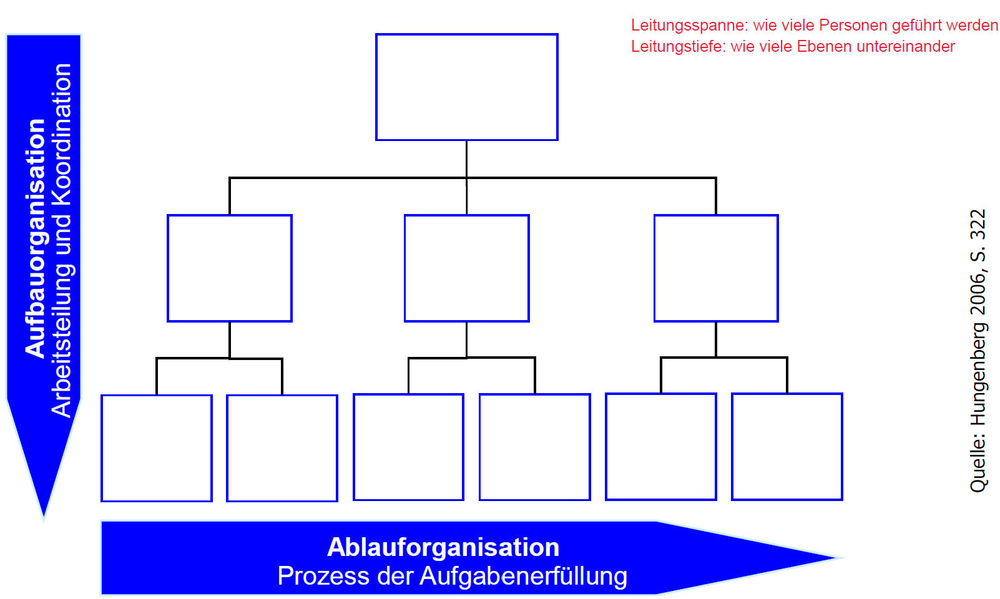 Leitungsspanne: wie viele Personen geführt werden
Leitungstiefe: wie viele Ebenen untereinander
Aufbauorganisation
Arbeitsteilung und Koordination
Quelle: Hungenberg 2006, S. 322
Ablauforganisation
Prozess der Aufgabenerfüllung